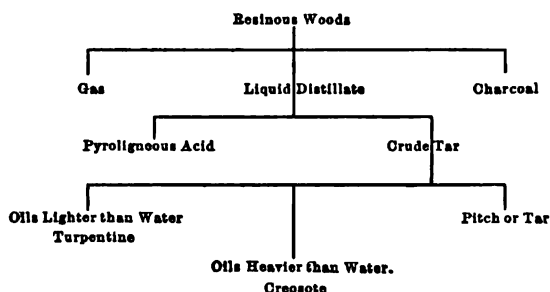 Resinous Woods
Gas Liquid Distillate Charcoal
Pyroligneous Acid Crude Tar
Oils Lighter than Water
Turpentine
Pitch or Tar
Oils Heavier than Water.
Creosote